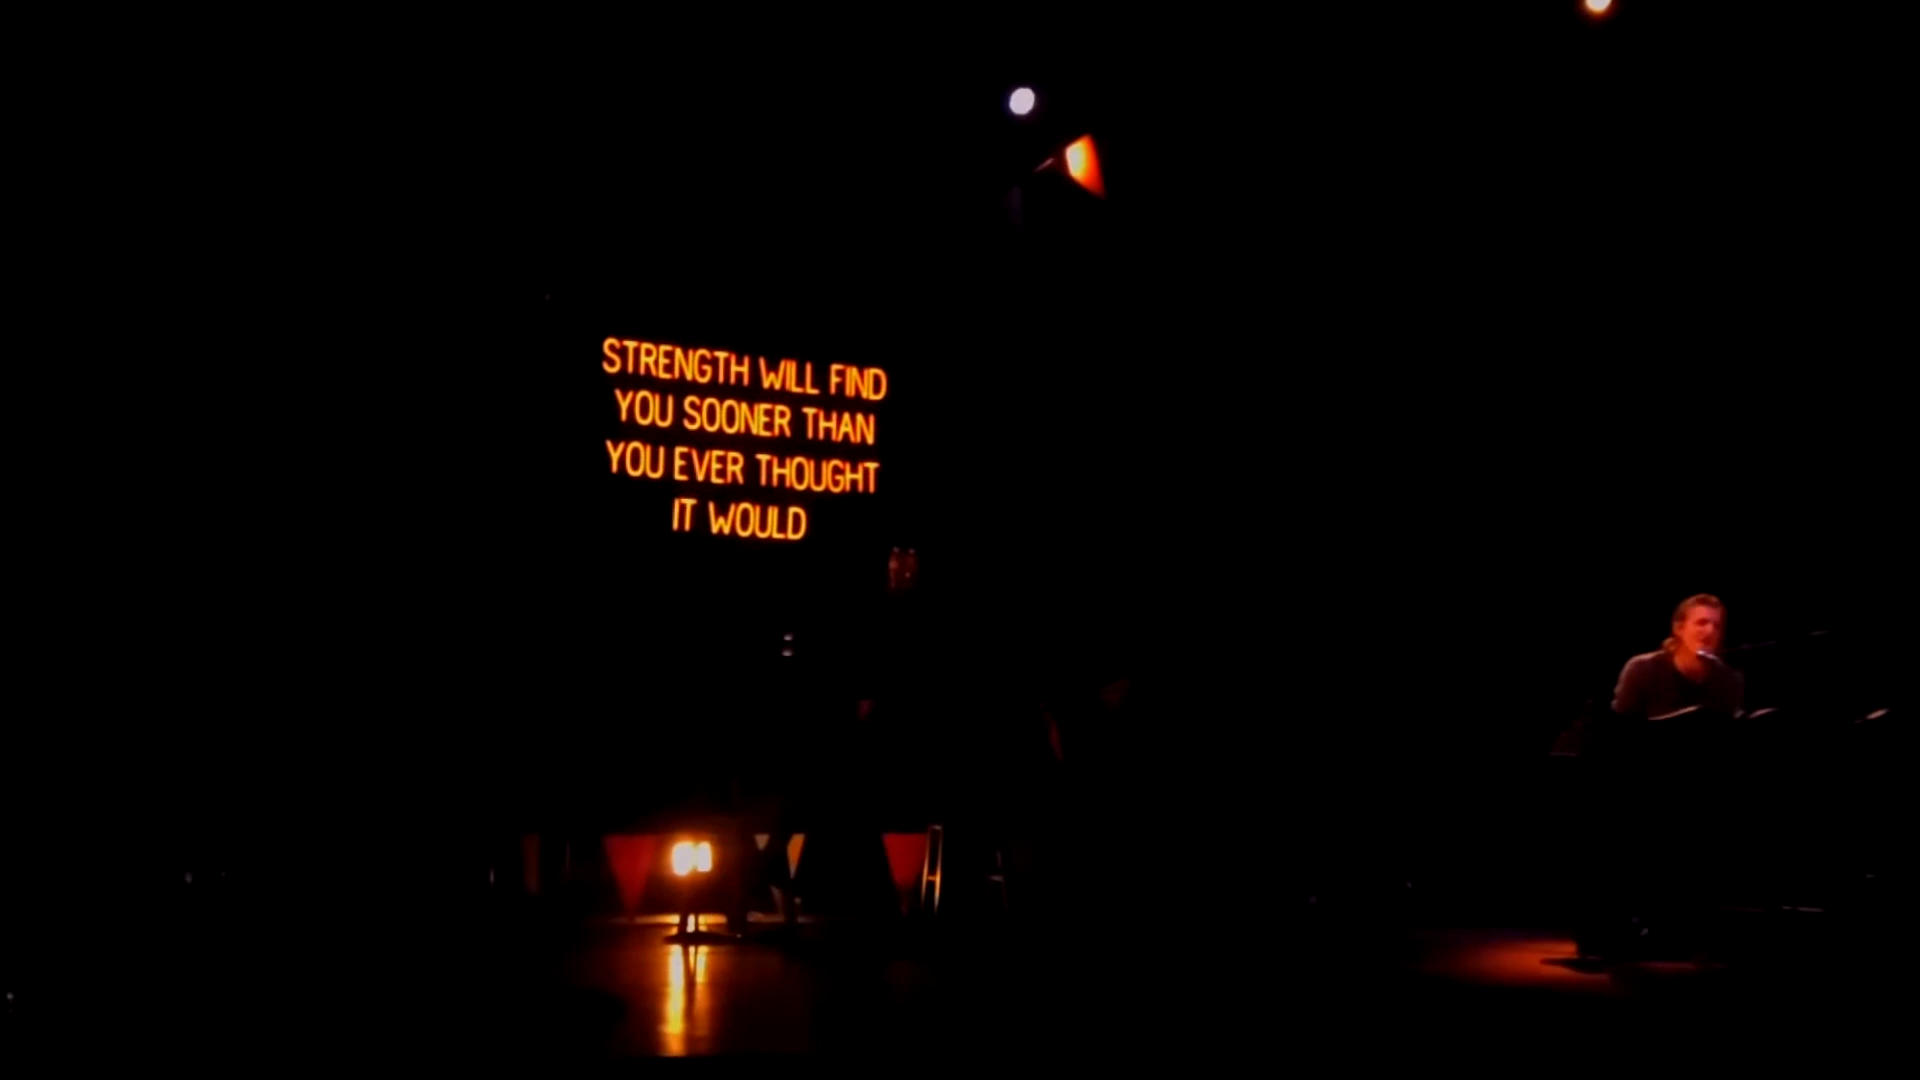 STRENGTH WILL FIND
YOU SOONER THAN
YOU EVER THOUGHT
IT WOULD